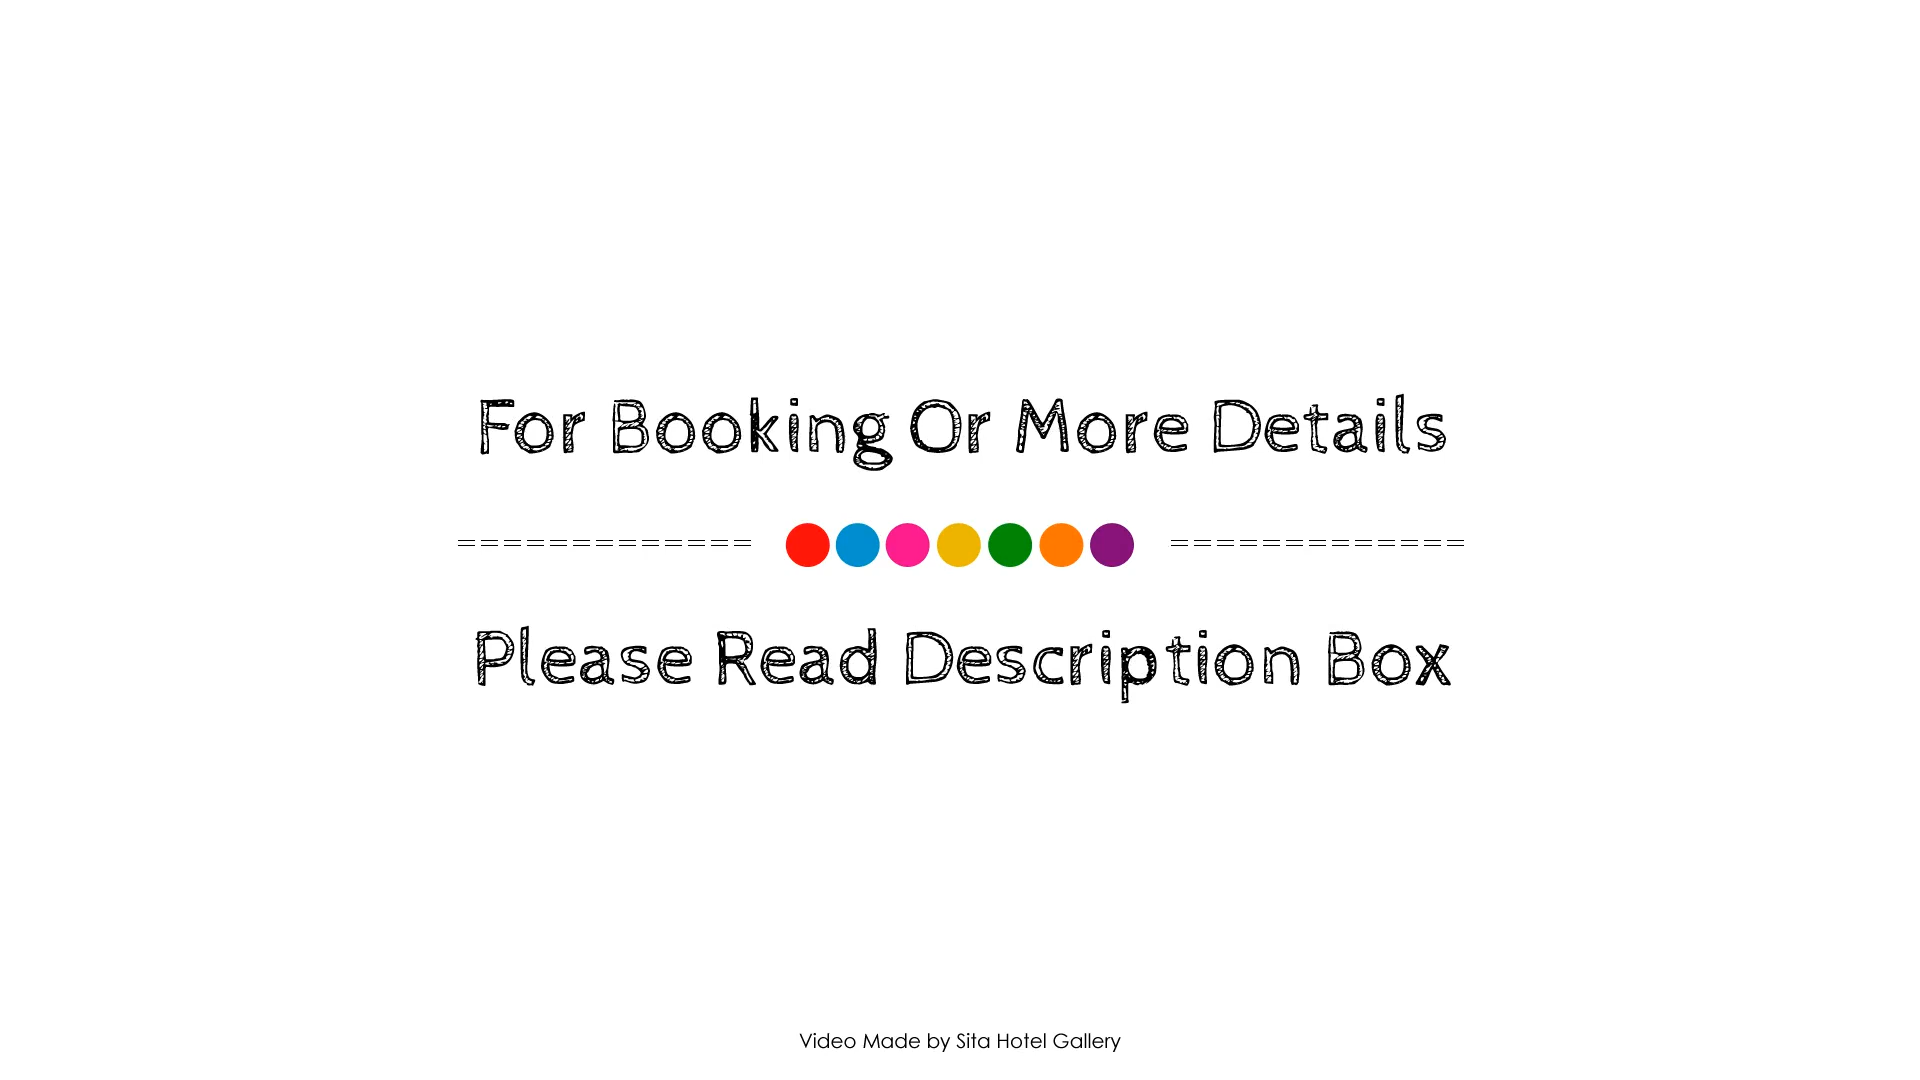 For Booking Or More Details
============= =============
Please Read Description Box
Video Made by Sita Hotel Gallery